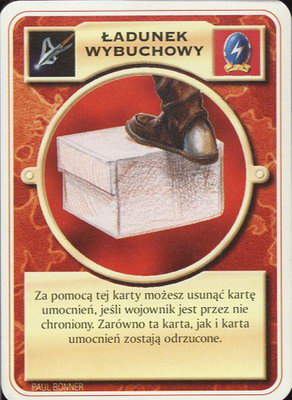 ŁADUNEK
WYBUCHOWY
Za pomocą tej karty możesz usunąć kartę
umocnień, jeśli wojownik jest przez nie
chroniony. Zarówno ta karta, jak i karta
umocnień zostają odrzucone.
PAUL BONNER